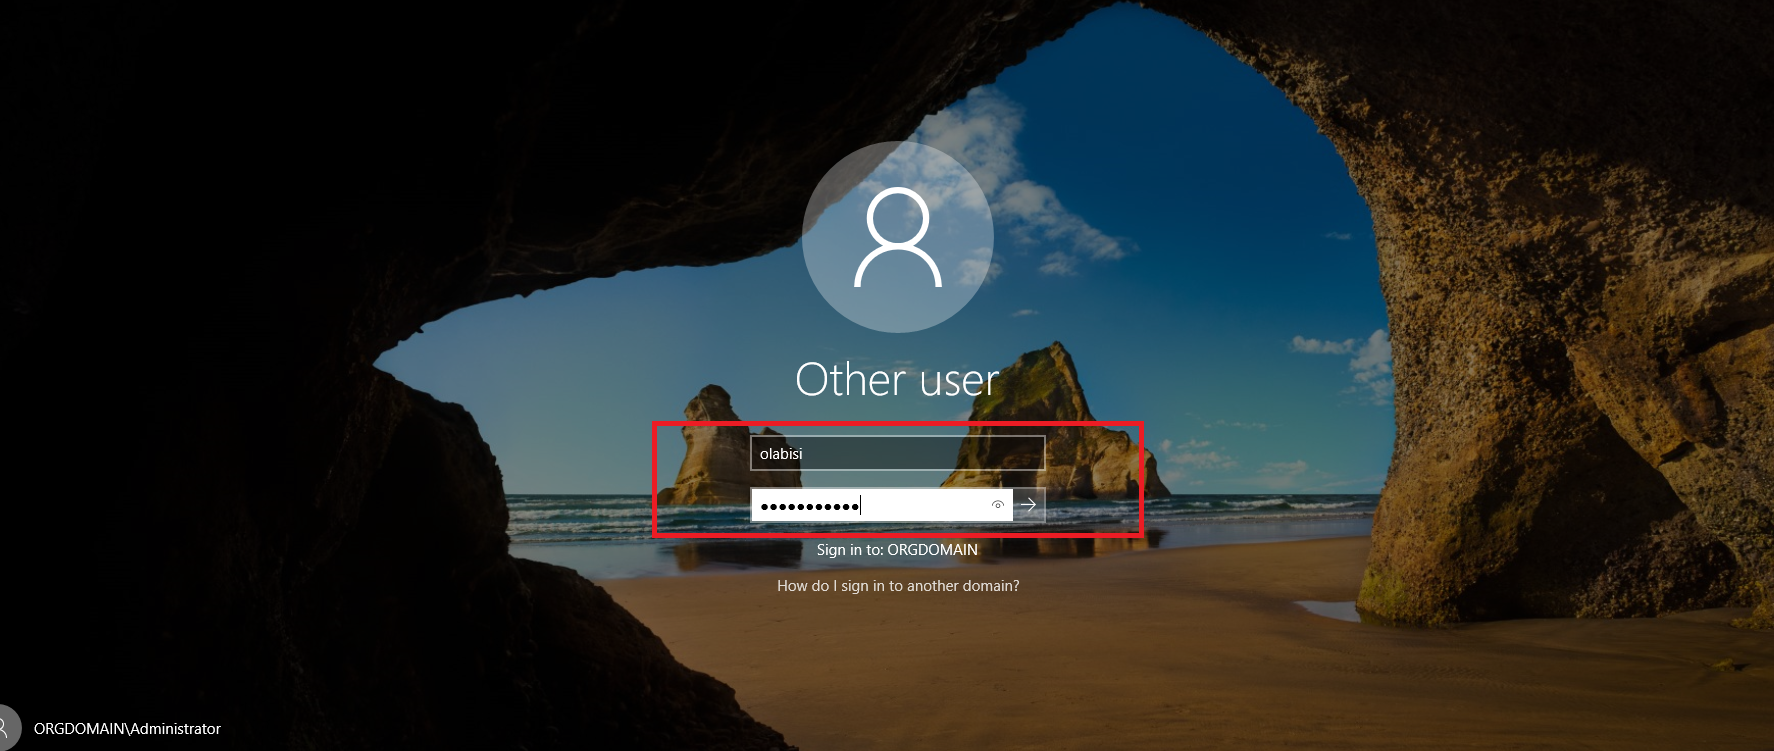 Other user
olabisi
●●●●●●●●●●●
Sign in to: ORGDOMAIN
How do I sign in to another domain?
ORGDOMAIN\Administrator